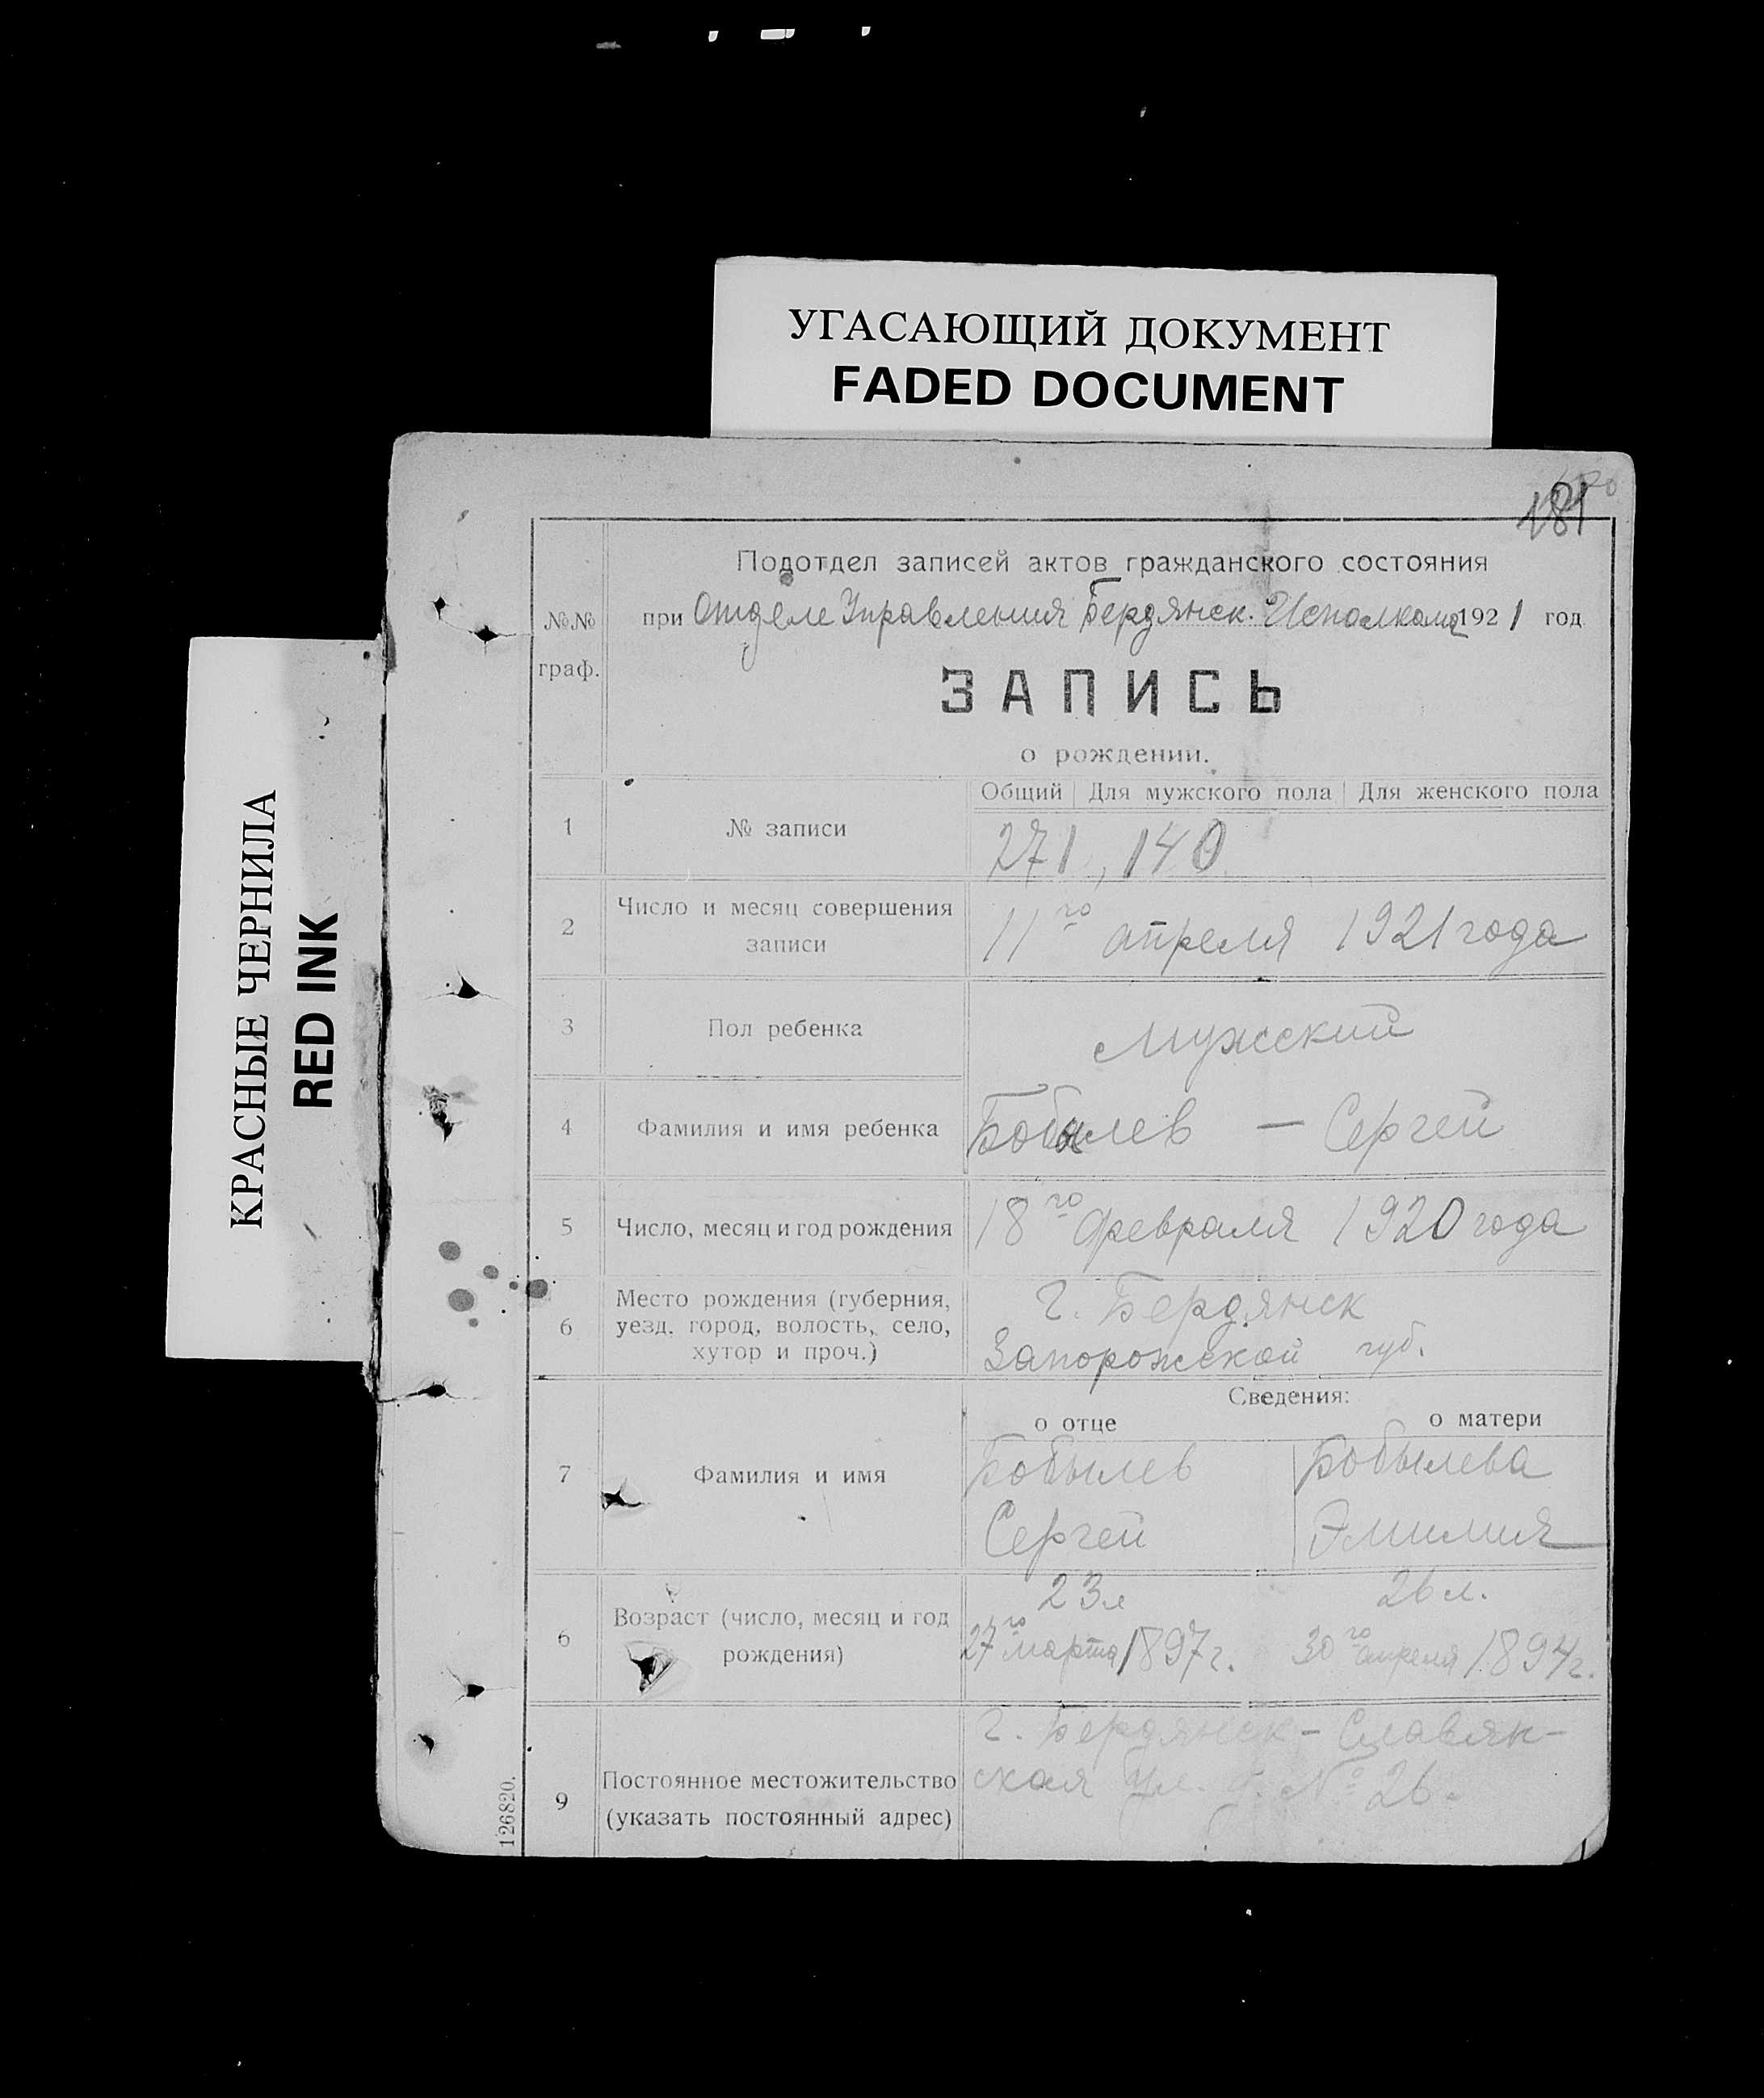 УГАСАЮЩИЙ ДОКУМЕНТ
FADED DOCUMENT
КРАСНЫЕ ЧЕРНИЛА
RED INK
181
Подотдел записей актов гражданского состояния
№№ граф.
при Отделе Управления Бердянск. Исполкома 1921 год
ЗАПИСЬ
о рождении.
Общий Для мужского пола Для женского пола
1 № записи 271, 140
2 Число и месяц совершения
записи
11го апреля 1921 года
3 Пол ребенка мужский
4 Фамилия и имя ребенка Бобылев — Сергей
5 Число, месяц и год рождения 18го февраля 1920 года
6 Место рождения (губерния,
уезд, город, волость, село,
хутор и проч.)
г. Бердянск
Запорожской губ.
Сведения:
о отце о матери
7 Фамилия и имя
Бобылев Бобылева
Сергей Эмилия
6 Возраст (число, месяц и год
рождения)
23 л 26 л.
27го марта 1897 г. 30го апреля 1894 г.
9 Постоянное местожительство
(указать постоянный адрес)
г. Бердянск – Славян-
ская ул. № 26.
126820.